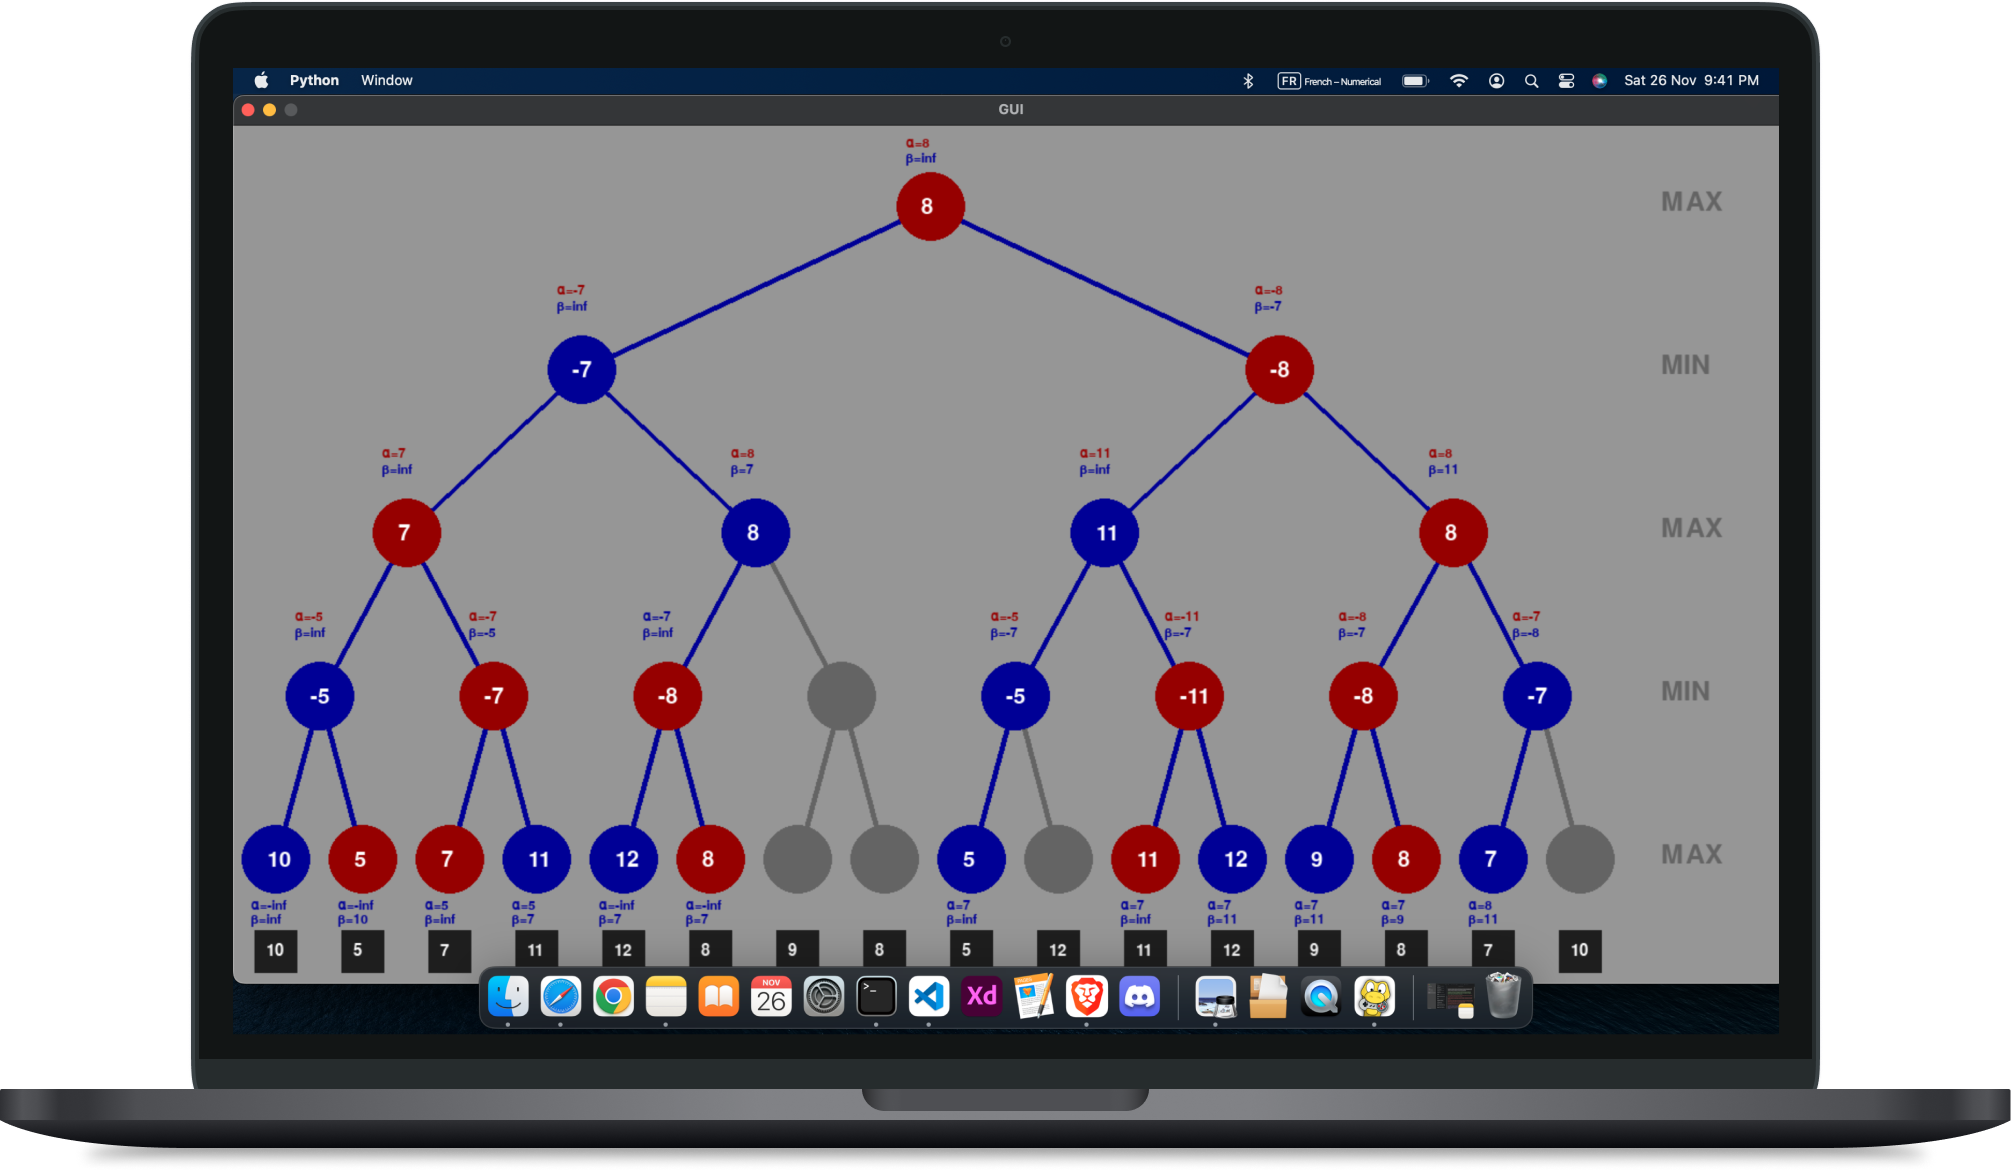 Python Window FR French – Numerical Sat 26 Nov 9:41 PM
GUI
α=8
β=inf
8
MAX
α=-7
β=inf
α=-8
β=-7
-7
-8
MIN
α=7
β=inf
α=8
β=7
α=11
β=inf
α=8
β=11
7
8
11
8
MAX
α=-5
β=inf
α=-7
β=-5
α=-7
β=inf
α=-5
β=-7
α=-11
β=-7
α=-8
β=-7
α=-7
β=-8
-5
-7
-8
-5
-11
-8
-7
MIN
10
5
7
11
12
8
5
11
12
9
8
7
MAX
α=-inf
β=inf
α=-inf
β=10
α=5
β=inf
α=5
β=7
α=-inf
β=7
α=-inf
β=7
α=7
β=inf
α=7
β=inf
α=7
β=11
α=7
β=11
α=7
β=9
α=8
β=11
10
5
7
11
12
8
9
8
5
12
11
12
9
8
7
10
NOV
26
>_
Xd